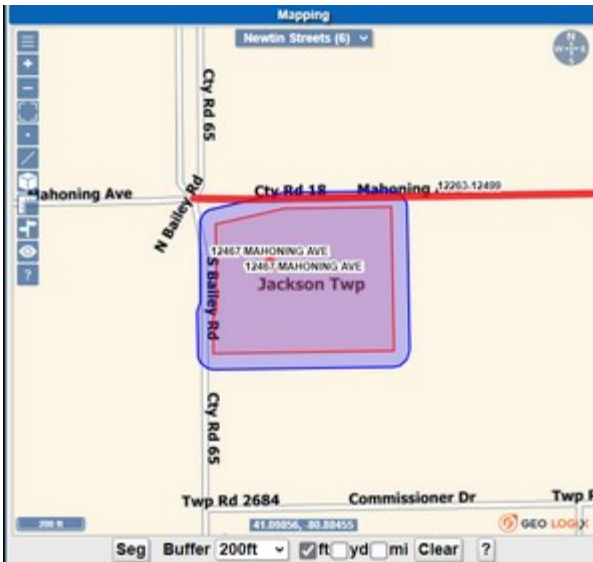 Mapping
Newtin Streets (6)
N
W
E
S
Cty Rd 65
Mahoning Ave
N Bailey Rd
Cty Rd 18
Mahoning
12263-12499
12467 MAHONING AVE
12467 MAHONING AVE
S Bailey Rd
Jackson Twp
Cty Rd 65
Twp Rd 2684
Commissioner Dr
Twp R
200 ft
41.09856, -80.88455
GEO LOGIX
?
Seg
Buffer
200ft
ft
yd
mi
Clear
?